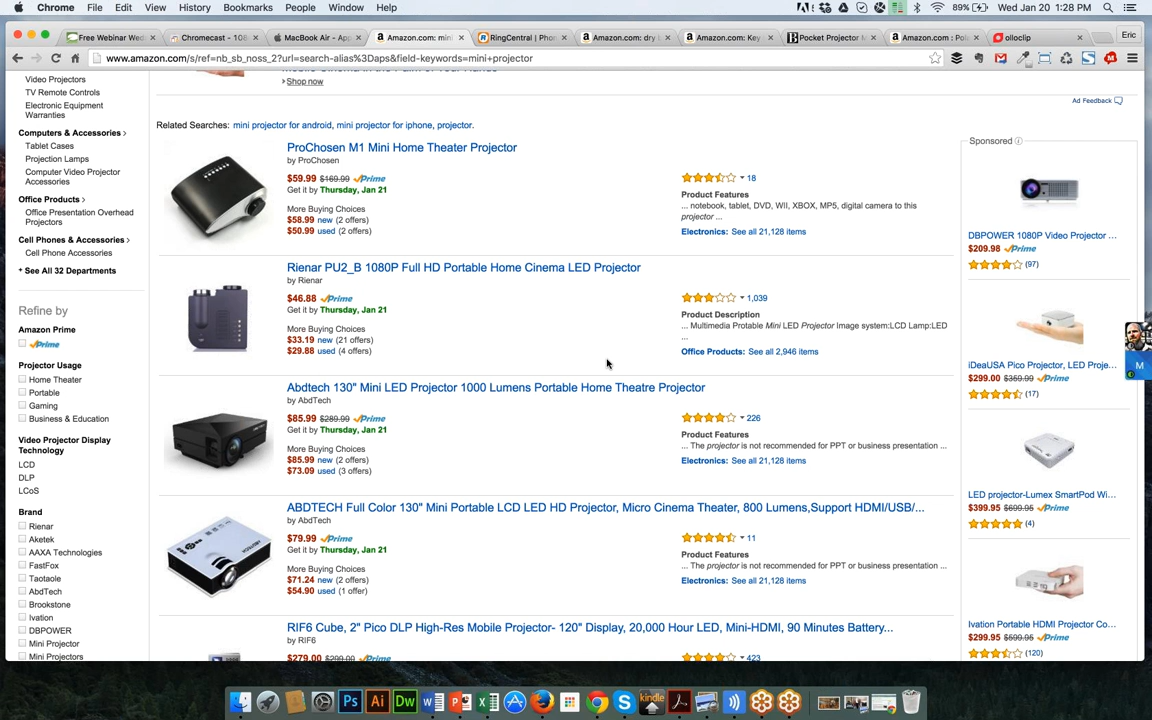 Chrome File Edit View History Bookmarks People Window Help 89% Wed Jan 20 1:28 PM
Free Webinar Wed Chromecast - 108 MacBook Air - App Amazon.com: mini RingCentral | Phon Amazon.com: dry Amazon.com: Key Pocket Projector M Amazon.com : Pol olloclip Eric
www.amazon.com/s/ref=nb_sb_noss_2?url=search-alias%3Daps&field-keywords=mini+projector
Shop now
Ad Feedback
Video Projectors
TV Remote Controls
Electronic Equipment
Warranties
Computers & Accessories
Tablet Cases
Projection Lamps
Computer Video Projector
Accessories
Office Products
Office Presentation Overhead
Projectors
Cell Phones & Accessories
Cell Phone Accessories
+ See All 32 Departments
Refine by
Amazon Prime
Prime
Projector Usage
Home Theater
Portable
Gaming
Business & Education
Video Projector Display
Technology
LCD
DLP
LCoS
Brand
Rienar
Aketek
AAXA Technologies
FastFox
Taotaole
AbdTech
Brookstone
Ivation
DBPOWER
Mini Projector
Mini Projectors
Related Searches: mini projector for android, mini projector for iphone, projector.
ProChosen M1 Mini Home Theater Projector
by ProChosen
$59.99 $169.99 Prime
Get it by Thursday, Jan 21
More Buying Choices
$58.99 new (2 offers)
$50.99 used (2 offers)
18
Product Features
... notebook, tablet, DVD, WII, XBOX, MP5, digital camera to this
projector ...
Electronics: See all 21,128 items
Rienar PU2_B 1080P Full HD Portable Home Cinema LED Projector
by Rienar
$46.88 Prime
Get it by Thursday, Jan 21
More Buying Choices
$33.19 new (21 offers)
$29.88 used (4 offers)
1,039
Product Description
... Multimedia Protable Mini LED Projector Image system:LCD Lamp:LED
...
Office Products: See all 2,946 items
Abdtech 130" Mini LED Projector 1000 Lumens Portable Home Theatre Projector
by AbdTech
$85.99 $289.99 Prime
Get it by Thursday, Jan 21
More Buying Choices
$85.99 new (2 offers)
$73.09 used (3 offers)
226
Product Features
... The projector is not recommended for PPT or business presentation ...
Electronics: See all 21,128 items
ABDTECH Full Color 130" Mini Portable LCD LED HD Projector, Micro Cinema Theater, 800 Lumens,Support HDMI/USB/...
by AbdTech
$79.99 Prime
Get it by Thursday, Jan 21
More Buying Choices
$71.24 new (2 offers)
$54.90 used (1 offer)
11
Product Features
... The projector is not recommended for PPT or business presentation ...
Electronics: See all 21,128 items
RIF6 Cube, 2" Pico DLP High-Res Mobile Projector- 120" Display, 20,000 Hour LED, Mini-HDMI, 90 Minutes Battery...
by RIF6
$279.00 $299.00 Prime
423
Sponsored
DBPOWER 1080P Video Projector ...
$209.98 Prime
(97)
iDeaUSA Pico Projector, LED Proje...
$299.00 $359.99 Prime
(17)
LED projector-Lumex SmartPod Wi...
$399.95 $699.95 Prime
(4)
Ivation Portable HDMI Projector Co...
$299.95 $599.95 Prime
(120)
M
Ps Ai Dw kindle